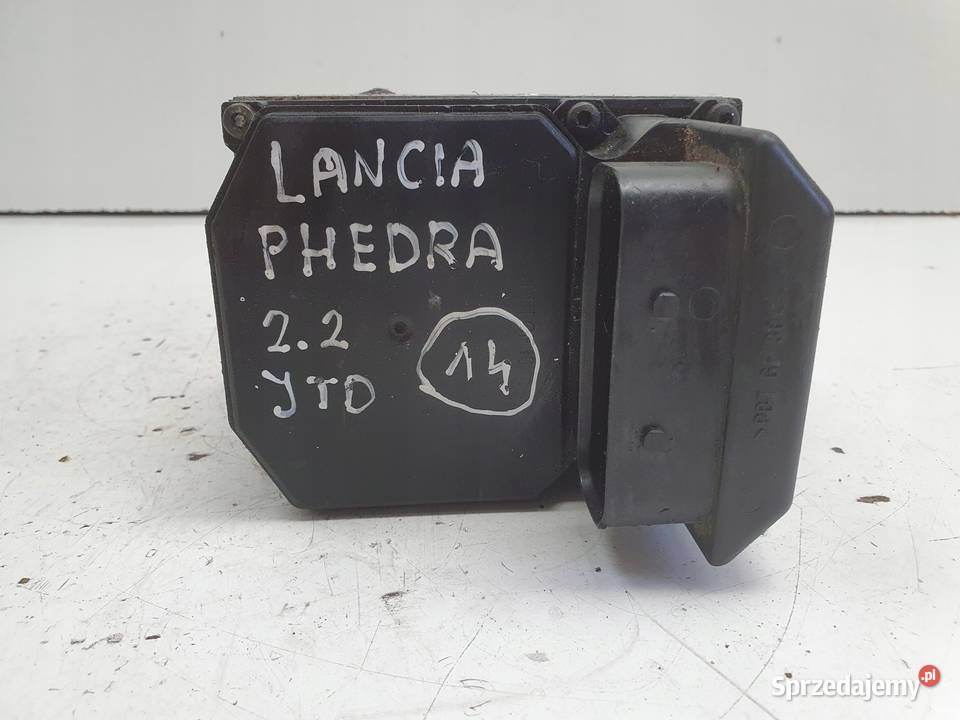 LANCIA
PHEDRA
2.2
JTD
14
Sprzedajemy.pl